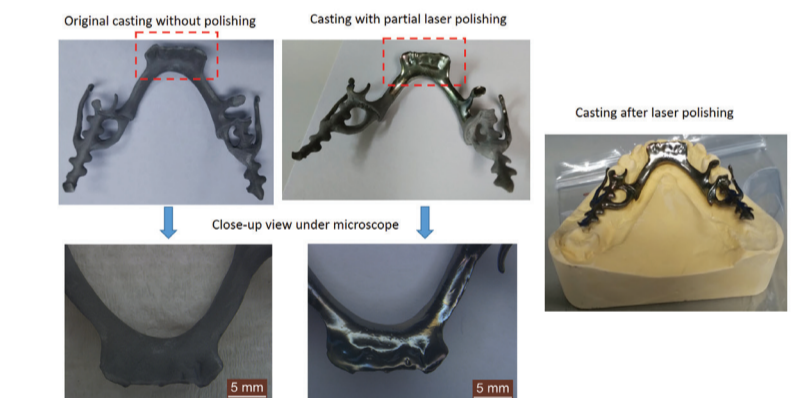 Original casting without polishing
Casting with partial laser polishing
Casting after laser polishing
Close-up view under microscope
5 mm
5 mm